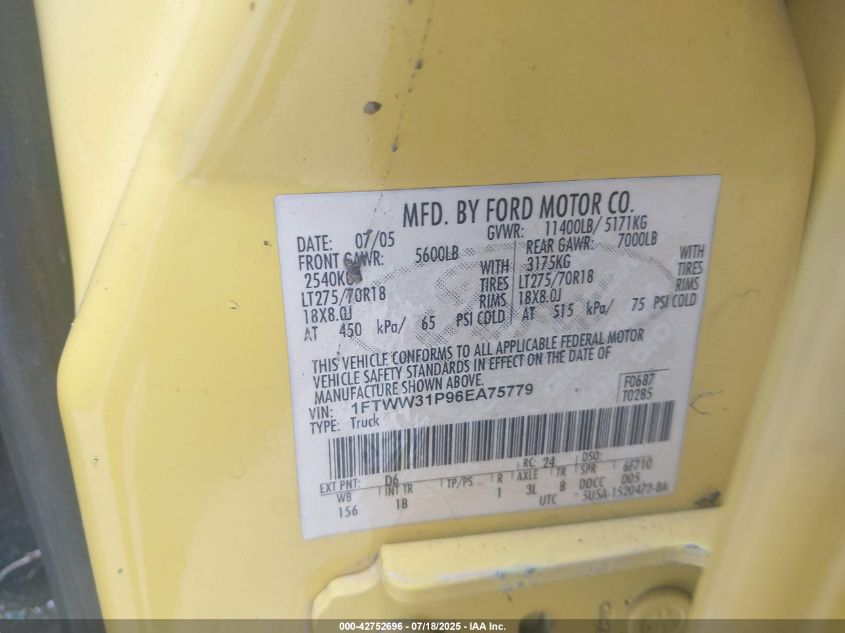 MFD. BY FORD MOTOR CO.
DATE: 07/05 GVWR: 11400LB/ 5171KG
FRONT GAWR: 5600LB REAR GAWR: 7000LB
2540KG WITH 3175KG WITH
LT275/70R18 TIRES LT275/70R18 TIRES
18X8.0J RIMS 18X8.0J RIMS
AT 450 kPa/ 65 PSI COLD AT 515 kPa/ 75 PSI COLD
THIS VEHICLE CONFORMS TO ALL APPLICABLE FEDERAL MOTOR
VEHICLE SAFETY STANDARDS IN EFFECT ON THE DATE OF
MANUFACTURE SHOWN ABOVE.
VIN: 1FTWW31P96EA75779 F0687
TYPE: Truck T0285
EXT PNT: D6 RC: 24 DSO:
WB INT TR TP/PS R AXLE TR SPR 6F710
156 1B 1 3L 8 DDCC D05
UTC 5U5A-1520472-BA
000-42752696 - 07/18/2025 - IAA Inc.